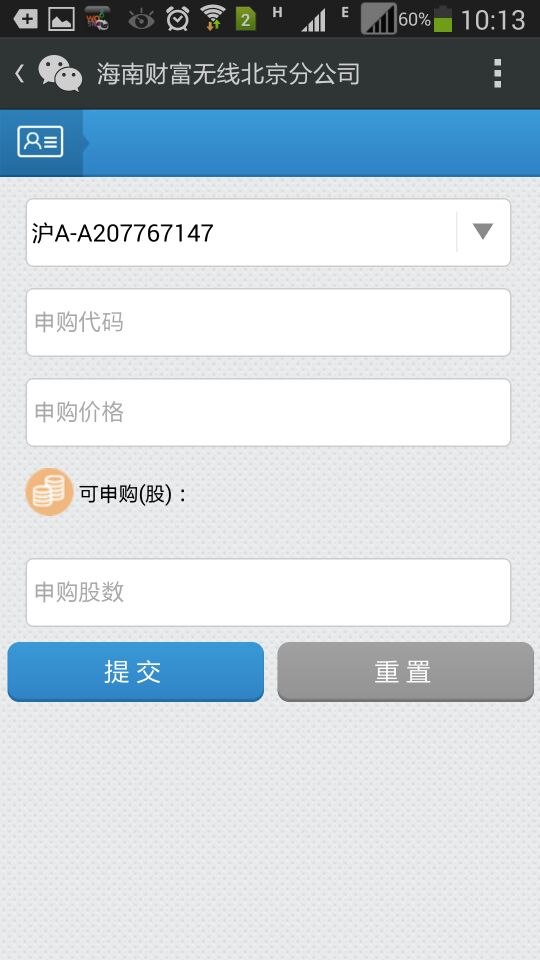 2 H E 60% 10:13
海南财富无线北京分公司
沪A-A207767147
申购代码
申购价格
可申购(股)：
申购股数
提交 重置